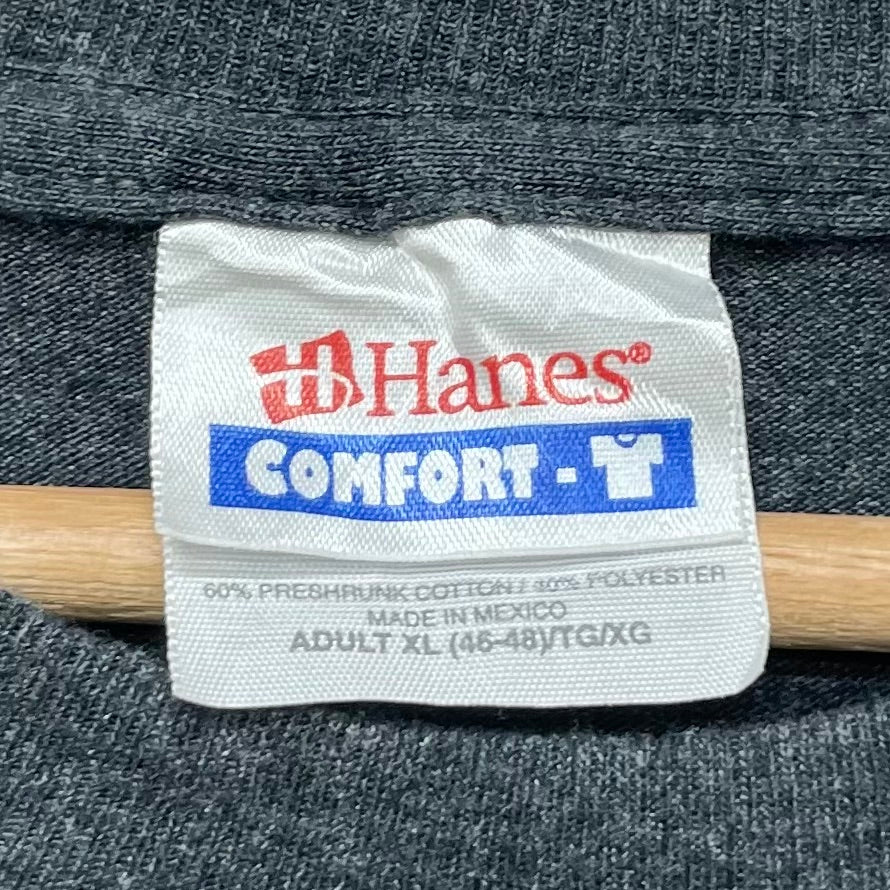 Hanes®
COMFORT-
60% PRESHRUNK COTTON / 40% POLYESTER
MADE IN MEXICO
ADULT XL (46-48)/TG/XG